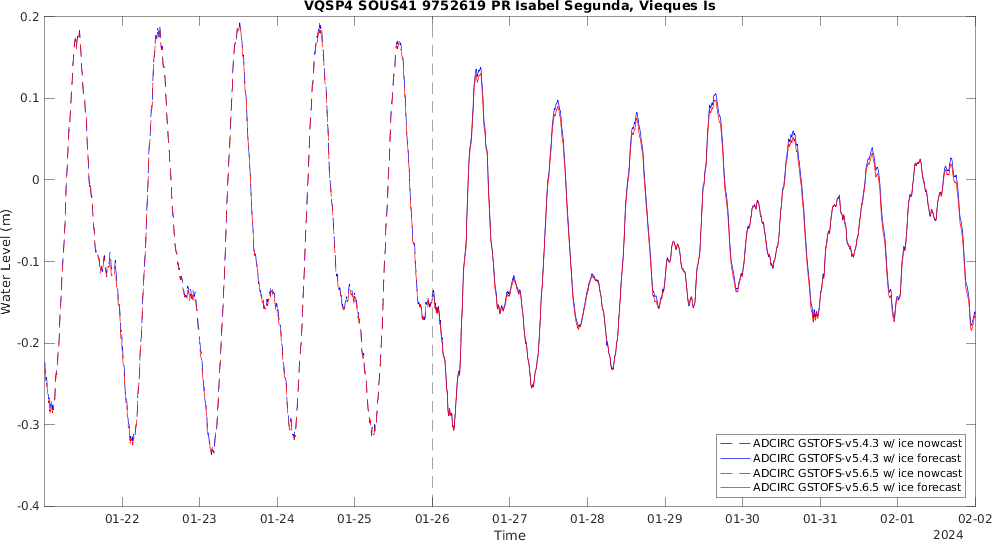 VQSP4 SOUS41 9752619 PR Isabel Segunda, Vieques Is
0.2
0.1
0
-0.1
-0.2
-0.3
-0.4
Water Level (m)
01-22 01-23 01-24 01-25 01-26 01-27 01-28 01-29 01-30 01-31 02-01 02-02
Time
2024
ADCIRC GSTOFS-v5.4.3 w/ ice nowcast
ADCIRC GSTOFS-v5.4.3 w/ ice forecast
ADCIRC GSTOFS-v5.6.5 w/ ice nowcast
ADCIRC GSTOFS-v5.6.5 w/ ice forecast